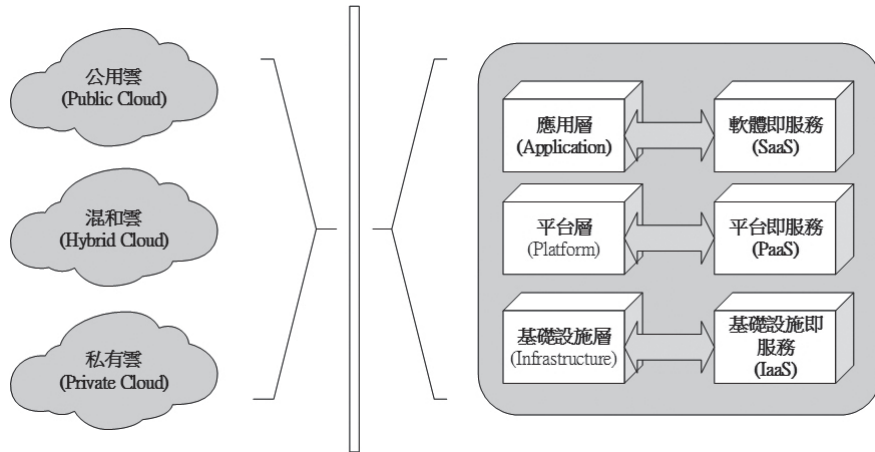 公用雲
(Public Cloud)
混和雲
(Hybrid Cloud)
私有雲
(Private Cloud)
應用層
(Application)
軟體即服務
(SaaS)
平台層
(Platform)
平台即服務
(PaaS)
基礎設施層
(Infrastructure)
基礎設施即
服務
(IaaS)